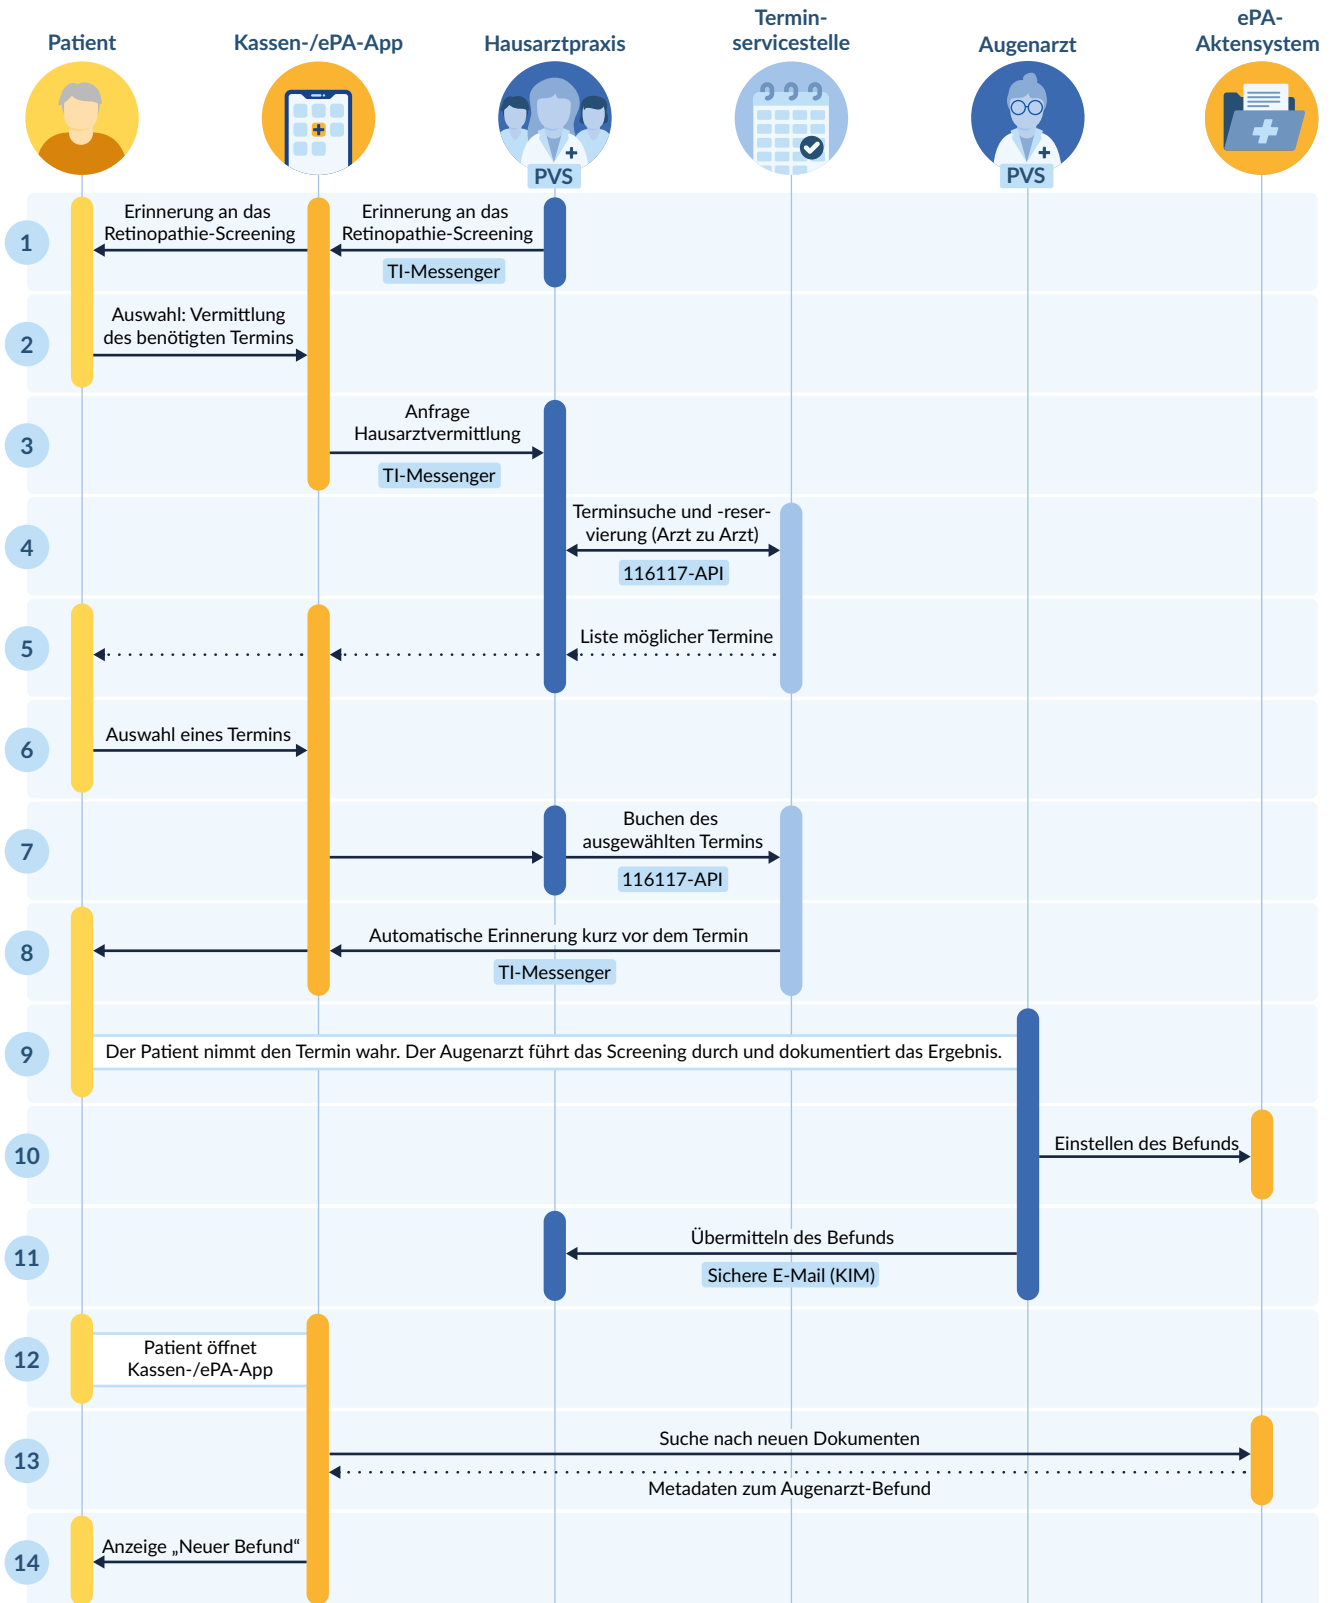 Patient
Kassen-/ePA-App
Hausarztpraxis
Termin-
servicestelle
Augenarzt
ePA-
Aktensystem
PVS
PVS
1
Erinnerung an das
Retinopathie-Screening
Erinnerung an das
Retinopathie-Screening
TI-Messenger
2
Auswahl: Vermittlung
des benötigten Termins
3
Anfrage
Hausarztvermittlung
TI-Messenger
4
Terminsuche und -reser-
vierung (Arzt zu Arzt)
116117-API
5
Liste möglicher Termine
6
Auswahl eines Termins
7
Buchen des
ausgewählten Termins
116117-API
8
Automatische Erinnerung kurz vor dem Termin
TI-Messenger
9
Der Patient nimmt den Termin wahr. Der Augenarzt führt das Screening durch und dokumentiert das Ergebnis.
10
Einstellen des Befunds
11
Übermitteln des Befunds
Sichere E-Mail (KIM)
12
Patient öffnet
Kassen-/ePA-App
13
Suche nach neuen Dokumenten
Metadaten zum Augenarzt-Befund
14
Anzeige „Neuer Befund“